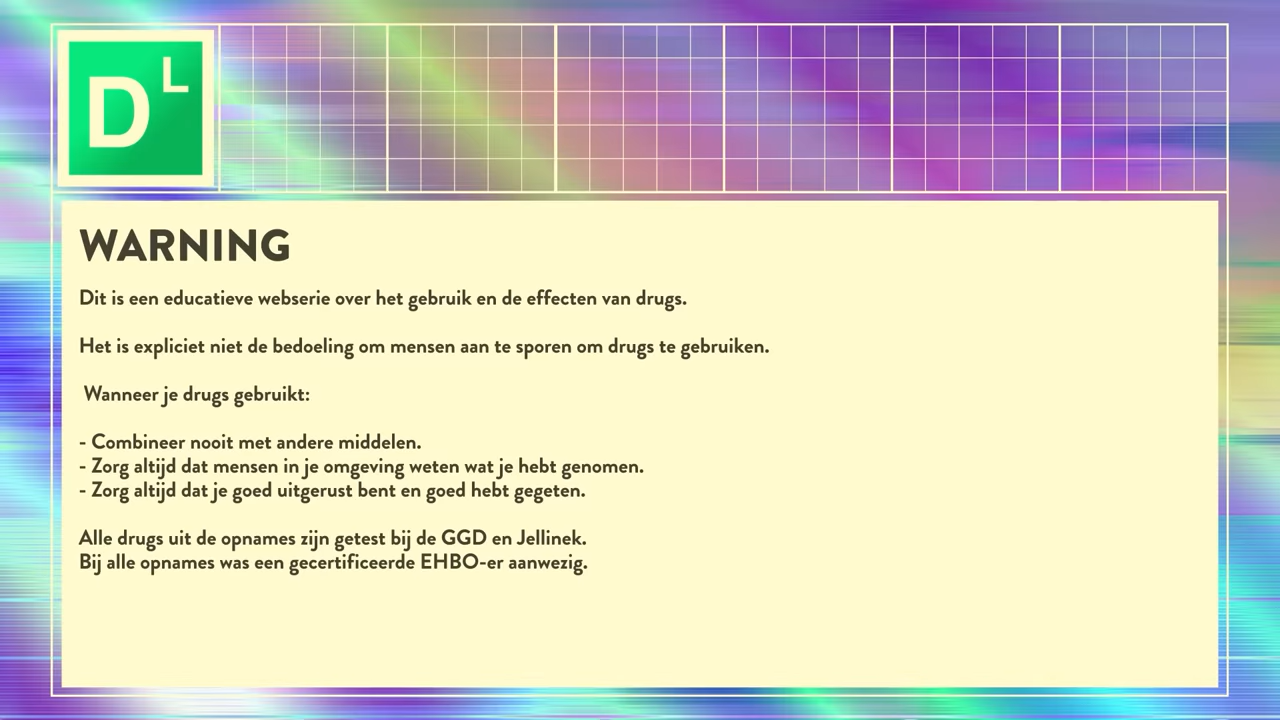 D L
WARNING
Dit is een educatieve webserie over het gebruik en de effecten van drugs.
Het is expliciet niet de bedoeling om mensen aan te sporen om drugs te gebruiken.
Wanneer je drugs gebruikt:
- Combineer nooit met andere middelen.
- Zorg altijd dat mensen in je omgeving weten wat je hebt genomen.
- Zorg altijd dat je goed uitgerust bent en goed hebt gegeten.
Alle drugs uit de opnames zijn getest bij de GGD en Jellinek.
Bij alle opnames was een gecertificeerde EHBO-er aanwezig.